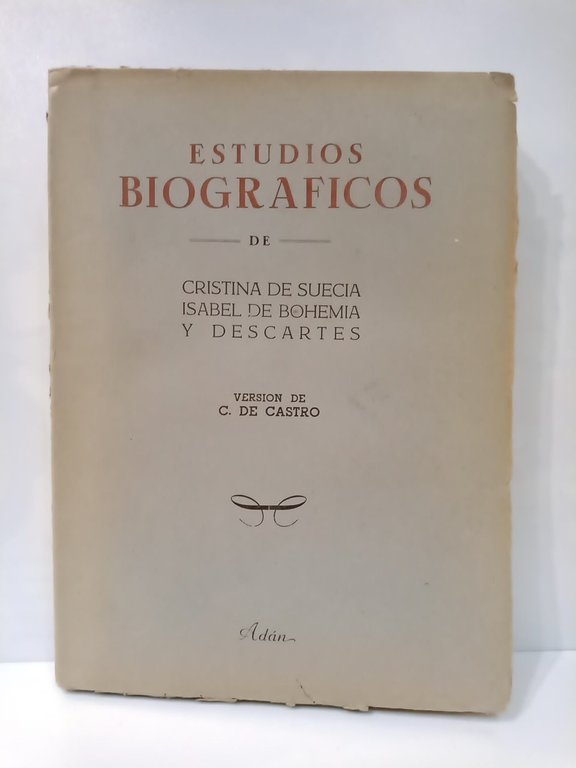 ESTUDIOS
BIOGRAFICOS
DE
CRISTINA DE SUECIA
ISABEL DE BOHEMIA
Y DESCARTES
VERSION DE
C. DE CASTRO
Adán